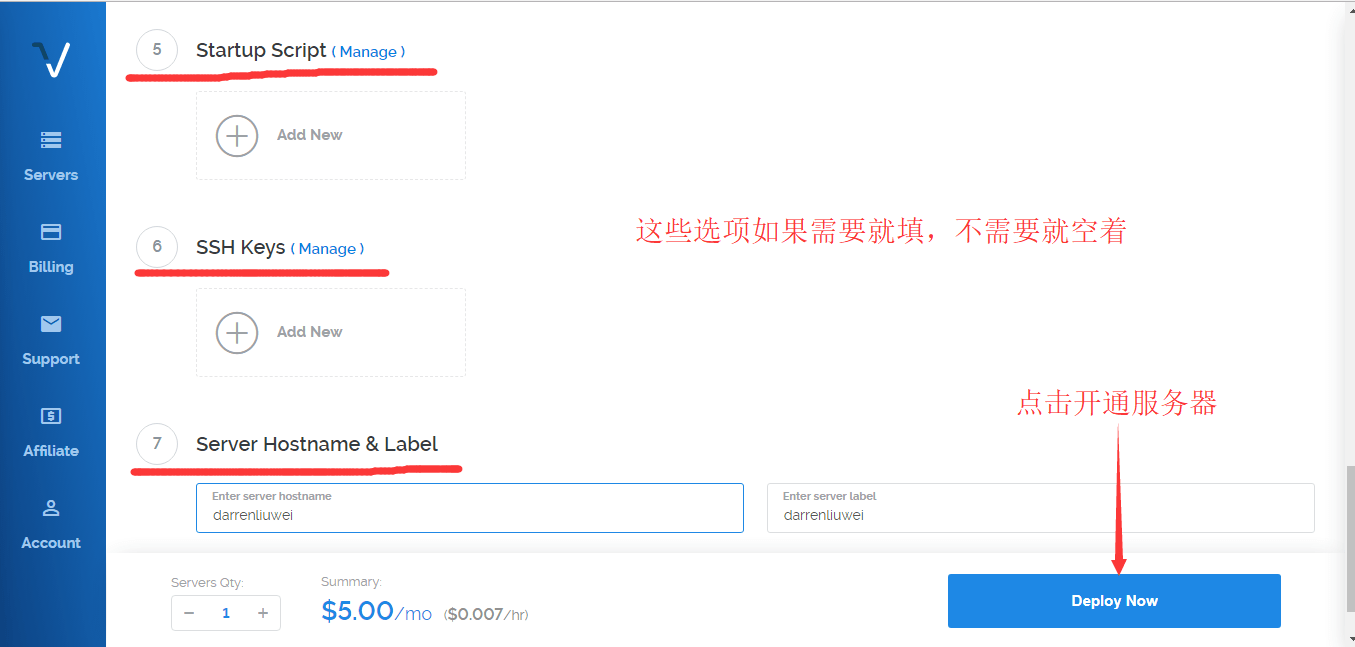 5 Startup Script ( Manage )
Add New
Servers
这些选项如果需要就填，不需要就空着
6 SSH Keys ( Manage )
Billing
Add New
Support
点击开通服务器
7 Server Hostname & Label
Affiliate
Enter server hostname Enter server label
darrenliuwei darrenliuwei
Account
Servers Qty: Summary:
− 1 + $5.00/mo ($0.007/hr) Deploy Now